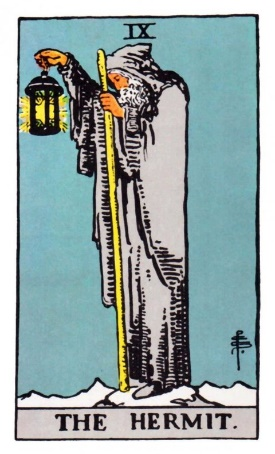 IX
THE HERMIT.